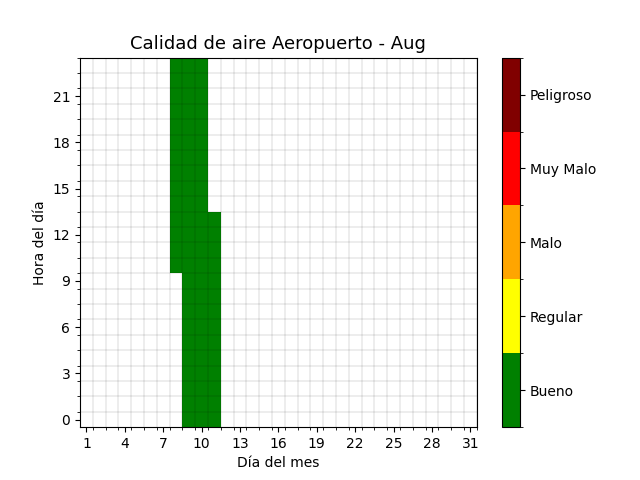 Calidad de aire Aeropuerto - Aug
Hora del día
21
18
15
12
9
6
3
0
1 4 7 10 13 16 19 22 25 28 31
Día del mes
Peligroso
Muy Malo
Malo
Regular
Bueno